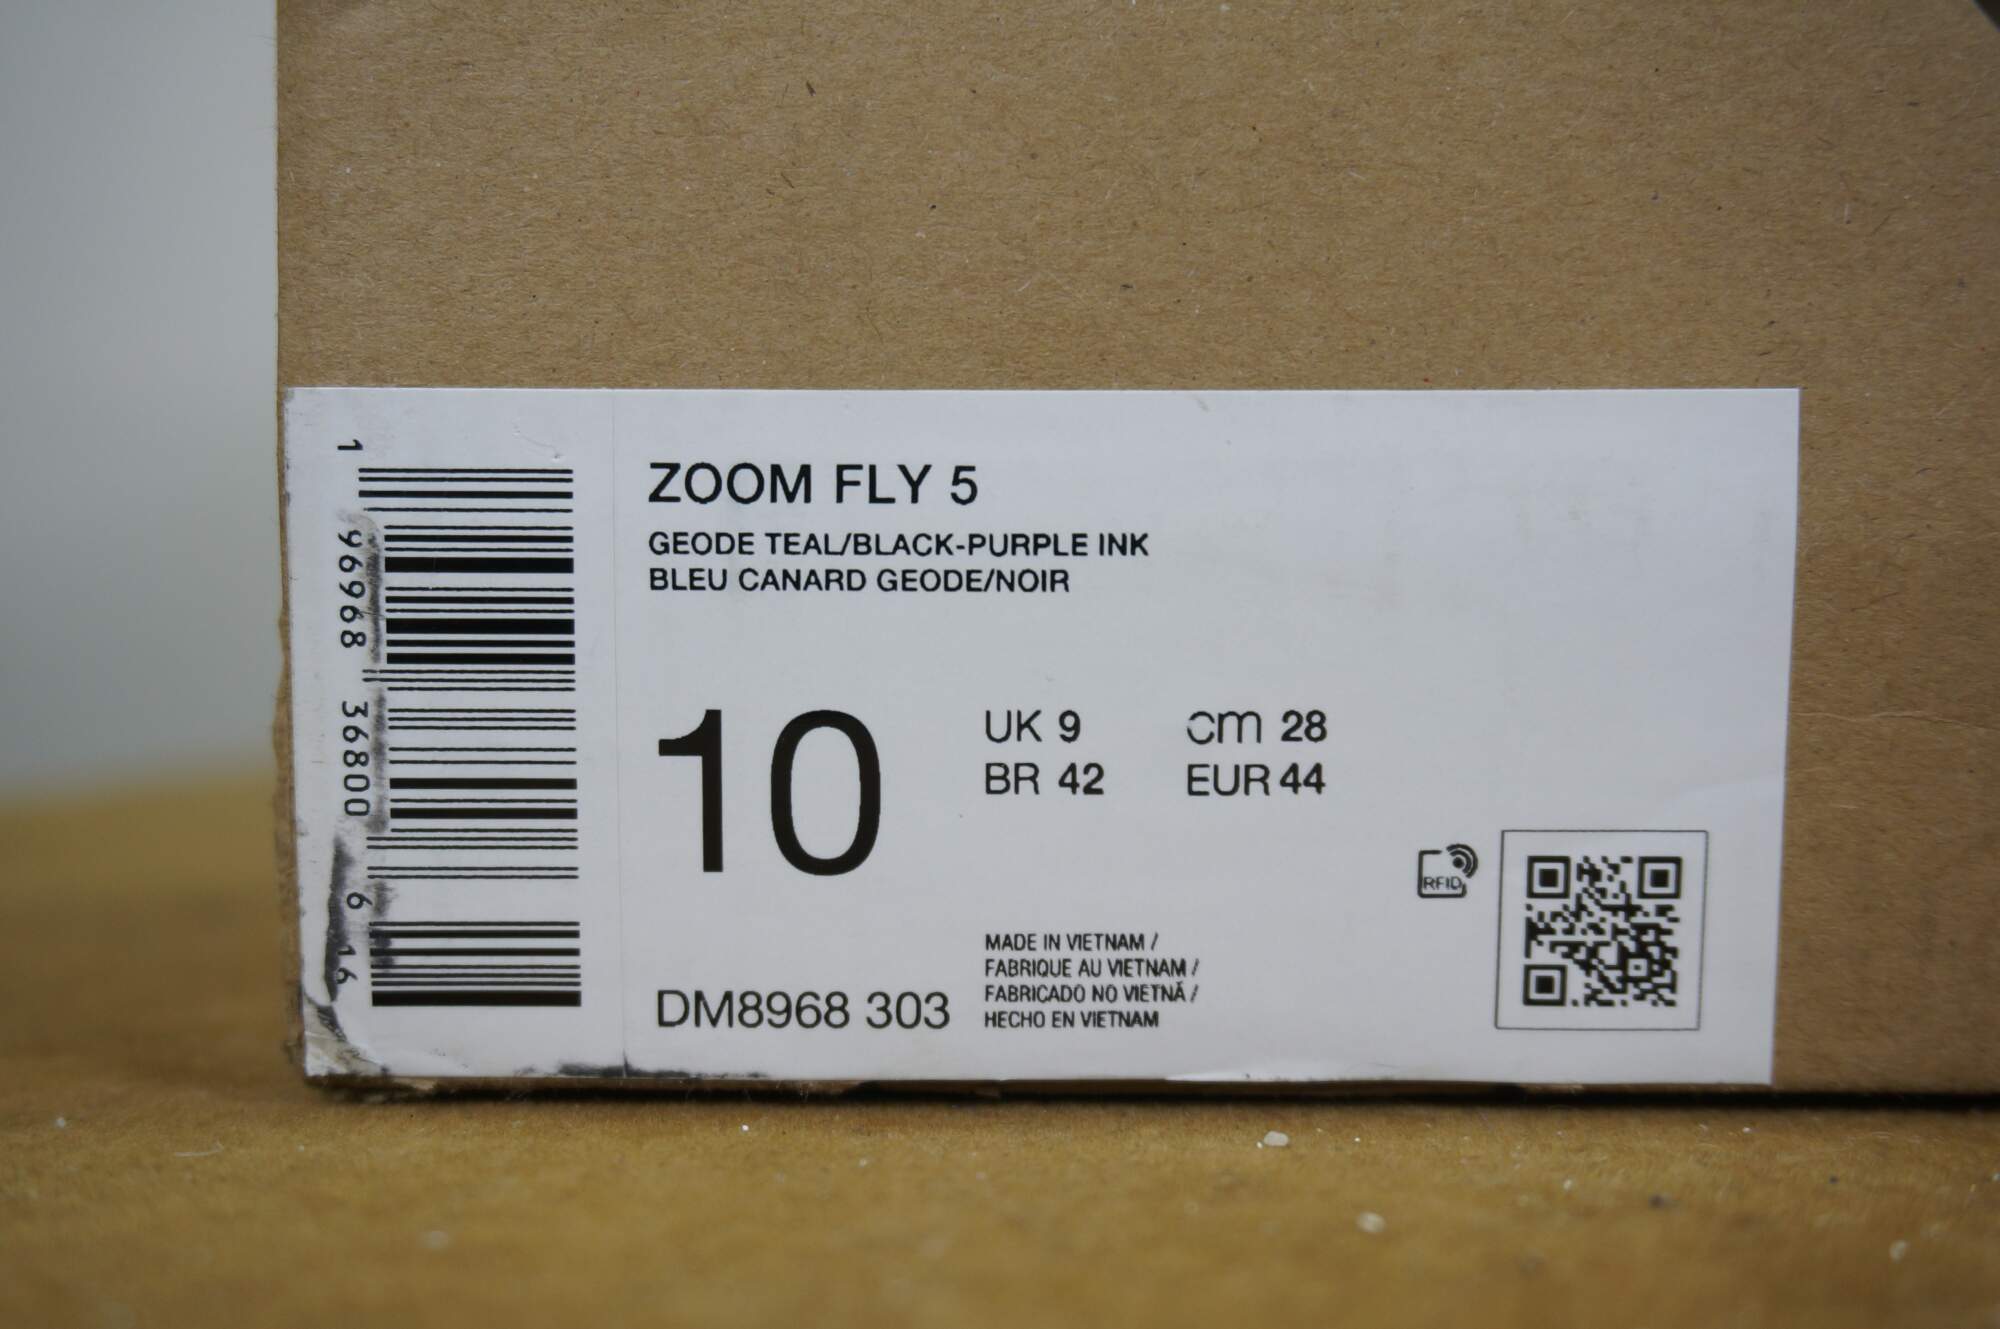 ZOOM FLY 5
GEODE TEAL/BLACK-PURPLE INK
BLEU CANARD GEODE/NOIR
10
UK 9
cm 28
BR 42
EUR 44
RFID
MADE IN VIETNAM /
FABRIQUE AU VIETNAM /
FABRICADO NO VIETNÃ /
HECHO EN VIETNAM
DM8968 303
1 96968 36800 6 16